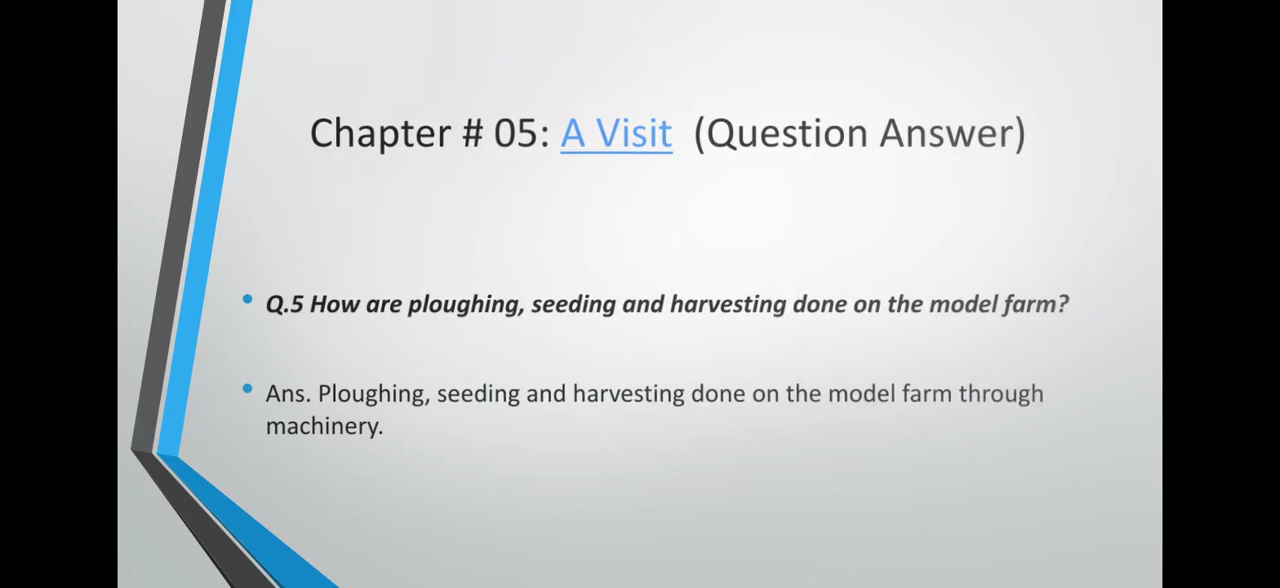 Chapter # 05: A Visit (Question Answer)
• Q.5 How are ploughing, seeding and harvesting done on the model farm?
• Ans. Ploughing, seeding and harvesting done on the model farm through
machinery.